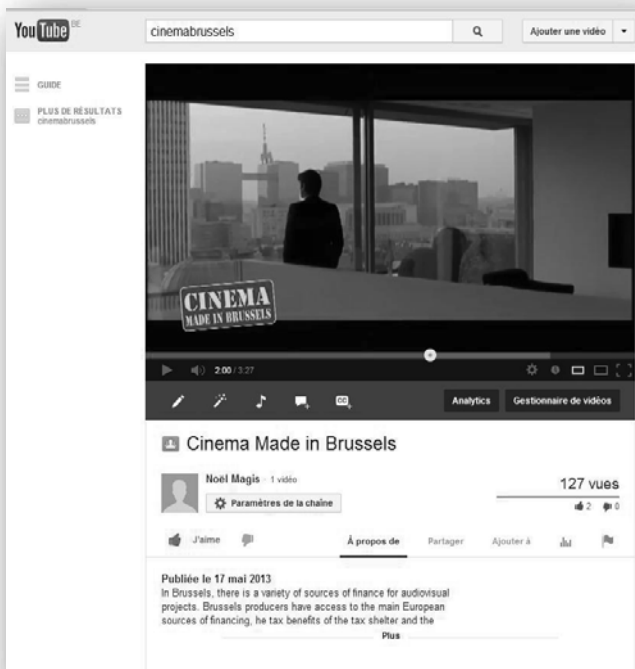 YouTube BE
cinemabrussels
Ajouter une vidéo
GUIDE
PLUS DE RÉSULTATS
cinemabrussels
CINEMA
MADE IN BRUSSELS
2:00 / 3:27
CC
Analytics
Gestionnaire de vidéos
Cinema Made in Brussels
Noël Magis · 1 vidéo
Paramètres de la chaîne
127 vues
2 0
J'aime
À propos de
Partager
Ajouter à
Publiée le 17 mai 2013
In Brussels, there is a variety of sources of finance for audiovisual
projects. Brussels producers have access to the main European
sources of financing, he tax benefits of the tax shelter and the
Plus